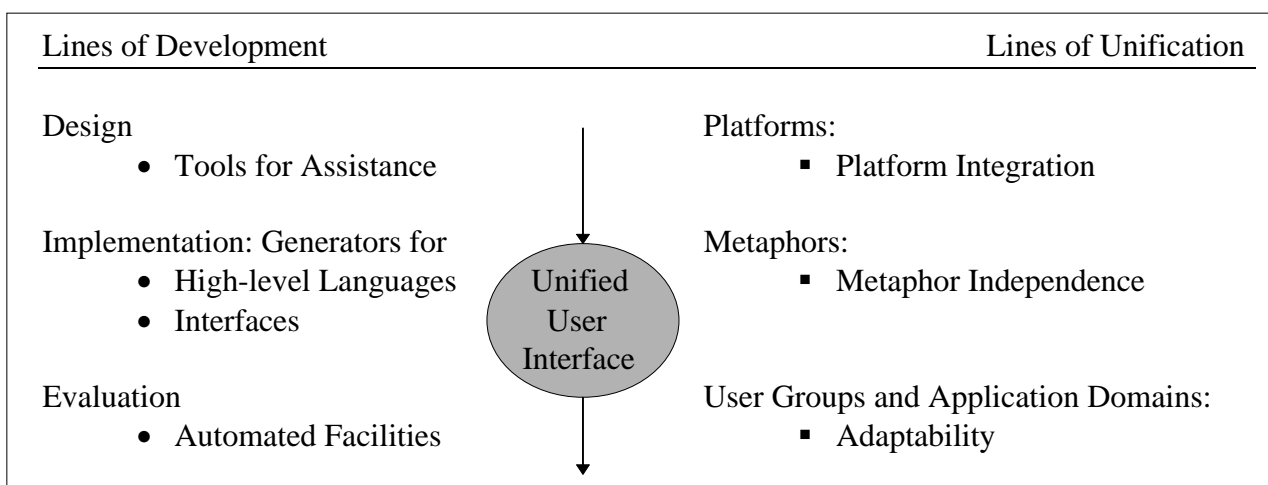 Lines of Development
Lines of Unification
Design
• Tools for Assistance
Implementation: Generators for
• High-level Languages
• Interfaces
Evaluation
• Automated Facilities
Unified
User
Interface
Platforms:
▪ Platform Integration
Metaphors:
▪ Metaphor Independence
User Groups and Application Domains:
▪ Adaptability